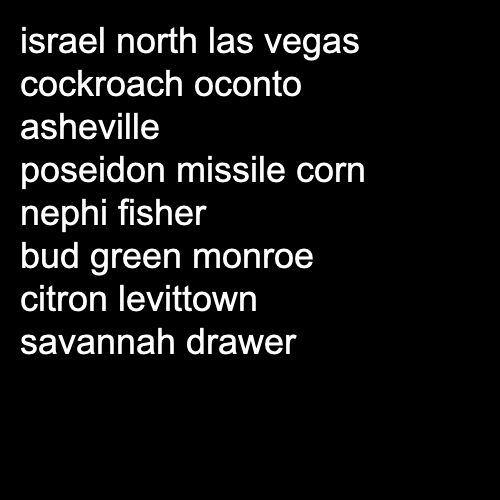 israel north las vegas
cockroach oconto
asheville
poseidon missile corn
nephi fisher
bud green monroe
citron levittown
savannah drawer